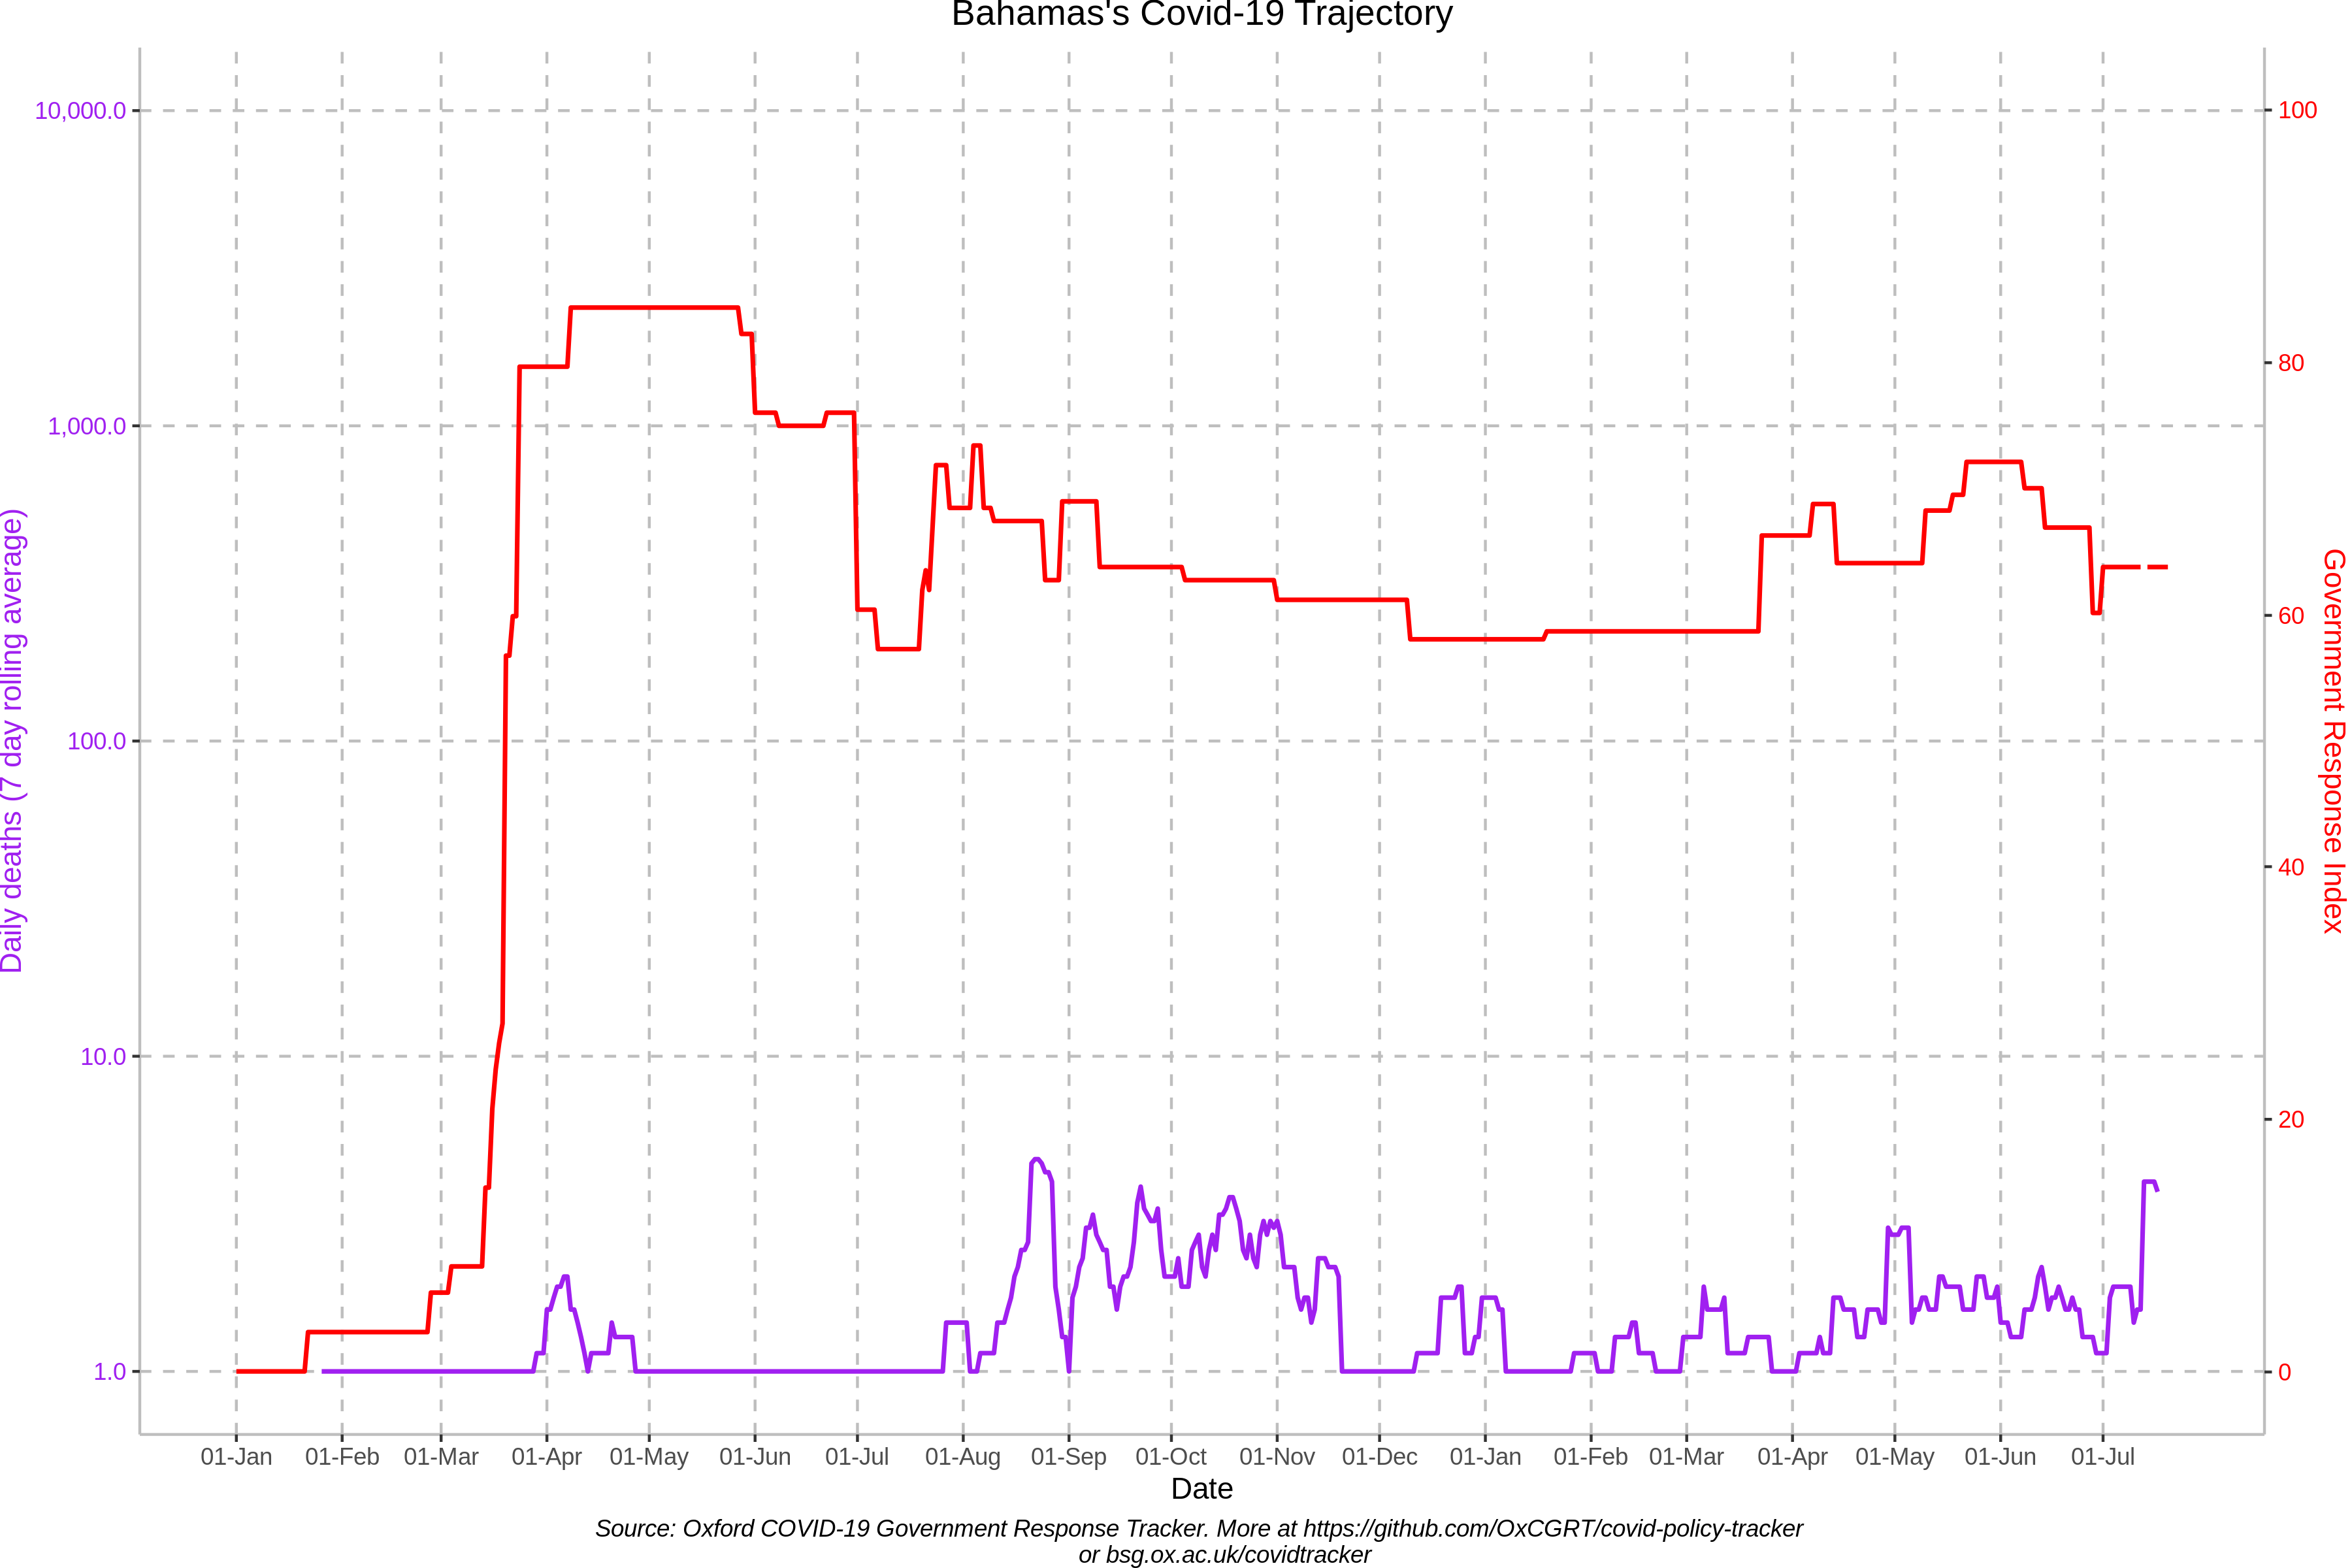 Bahamas's Covid-19 Trajectory
10,000.0
1,000.0
100.0
10.0
1.0
Daily deaths (7 day rolling average)
100
80
60
40
20
0
Government Response Index
01-Jan 01-Feb 01-Mar 01-Apr 01-May 01-Jun 01-Jul 01-Aug 01-Sep 01-Oct 01-Nov 01-Dec 01-Jan 01-Feb 01-Mar 01-Apr 01-May 01-Jun 01-Jul
Date
Source: Oxford COVID-19 Government Response Tracker. More at https://github.com/OxCGRT/covid-policy-tracker
or bsg.ox.ac.uk/covidtracker